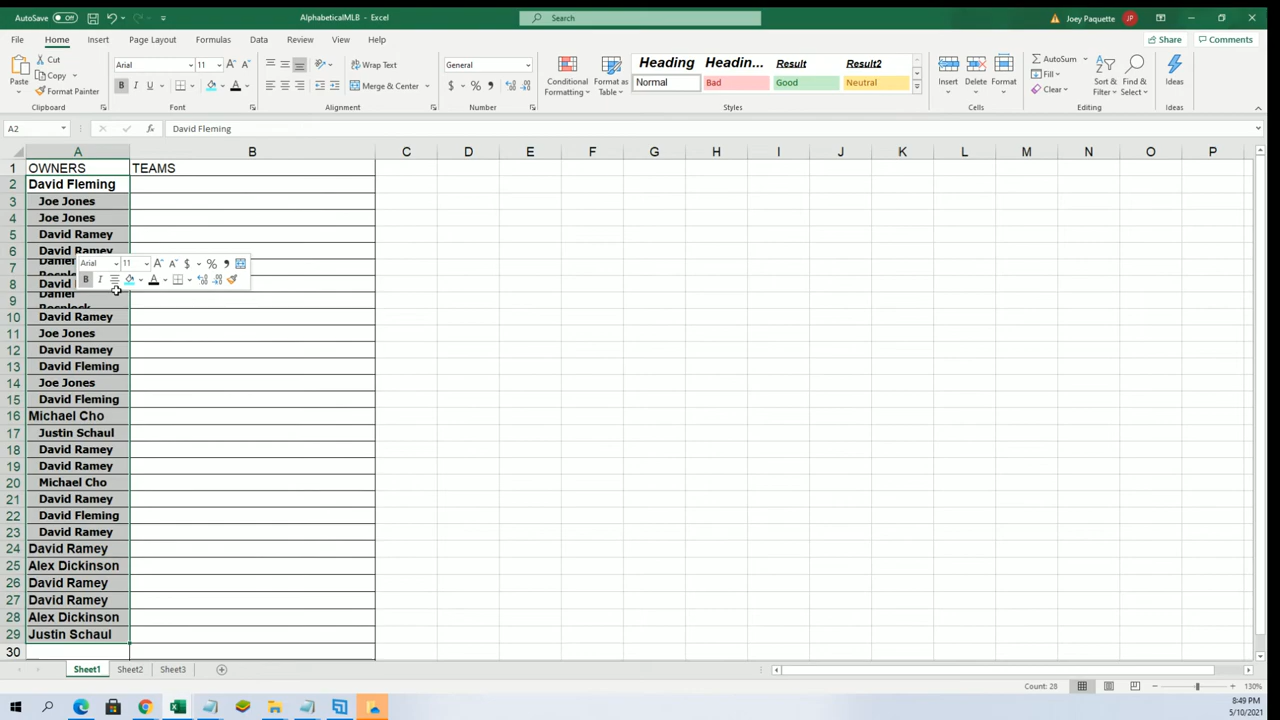 AutoSave Off AlphabeticalMLB - Excel Search Joey Paquette JP
File Home Insert Page Layout Formulas Data Review View Help Share Comments
Paste Cut Copy Format Painter Clipboard
Arial 11 A A B I U A Font
Wrap Text Merge & Center Alignment
General $ % , Number
Conditional Formatting Format as Table
Heading Headin... Result Result2
Normal Bad Good Neutral Styles
Insert Delete Format Cells
AutoSum Fill Clear Sort & Filter Find & Select Editing
Ideas Ideas
A2 fx David Fleming
A B C D E F G H I J K L M N O P
1 OWNERS TEAMS
2 David Fleming
3 Joe Jones
4 Joe Jones
5 David Ramey
6 David Ramey
7 Daniel
Arial 11 A A $ % ,
8 David
B I A
9 Daniel
10 David Ramey
11 Joe Jones
12 David Ramey
13 David Fleming
14 Joe Jones
15 David Fleming
16 Michael Cho
17 Justin Schaul
18 David Ramey
19 David Ramey
20 Michael Cho
21 David Ramey
22 David Fleming
23 David Ramey
24 David Ramey
25 Alex Dickinson
26 David Ramey
27 David Ramey
28 Alex Dickinson
29 Justin Schaul
30
Sheet1 Sheet2 Sheet3
Count: 28 130%
8:49 PM
5/10/2021